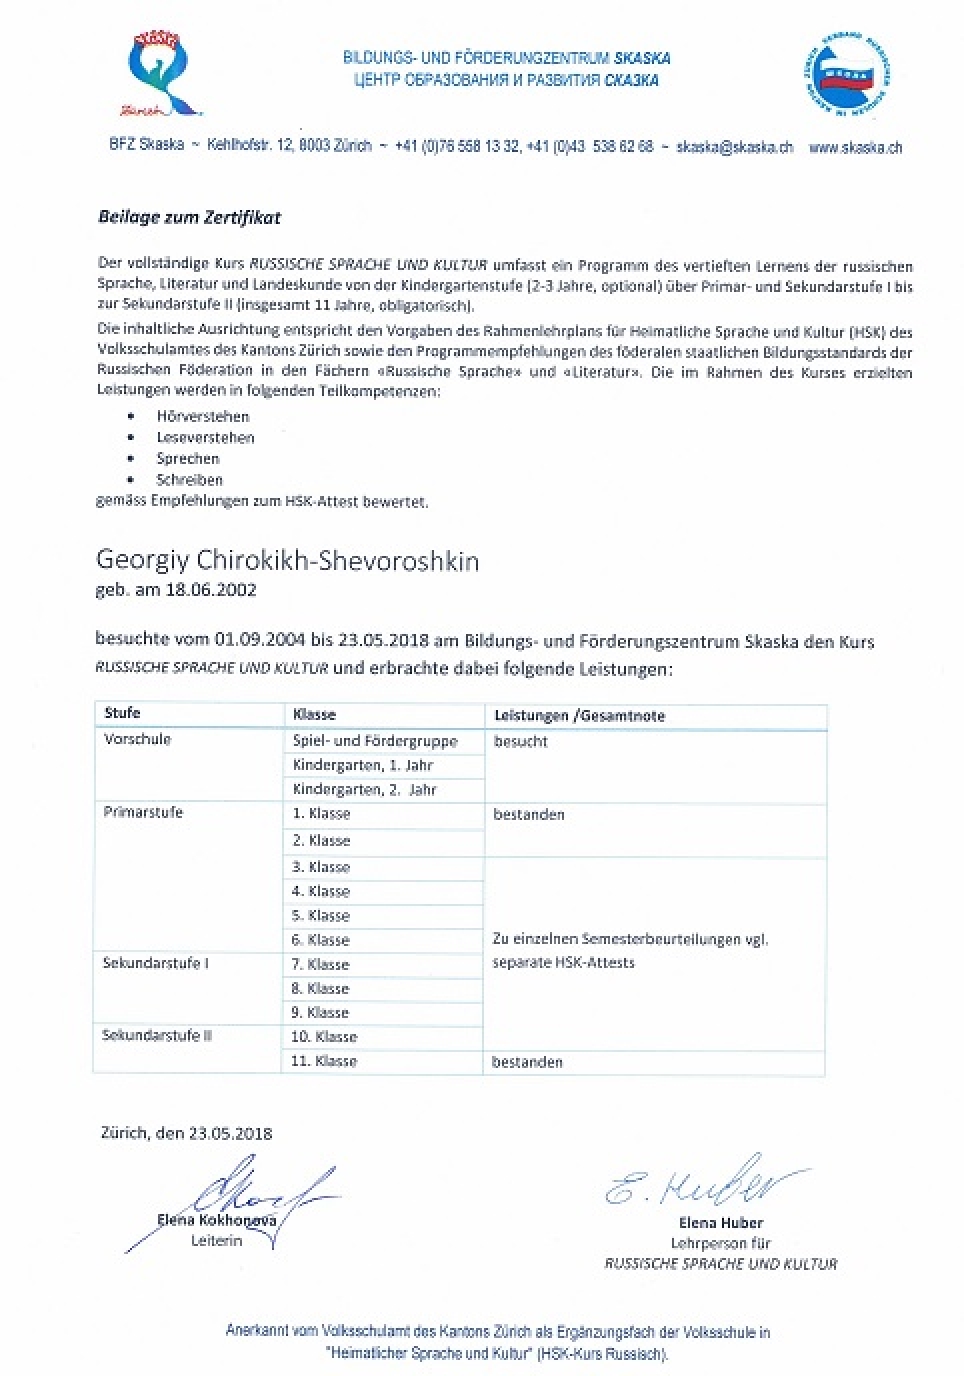 SKASKA
Zürich
BILDUNGS- UND FÖRDERUNGZENTRUM SKASKA
ЦЕНТР ОБРАЗОВАНИЯ И РАЗВИТИЯ СКАЗКА
VERBAND RUSSISCHER SCHULEN IN KANTON ZÜRICH
ШКОЛА
BFZ Skaska ~ Kehlhofstr. 12, 8003 Zürich ~ +41 (0)76 558 13 32, +41 (0)43 538 62 68 ~ skaska@skaska.ch www.skaska.ch
Beilage zum Zertifikat
Der vollständige Kurs RUSSISCHE SPRACHE UND KULTUR umfasst ein Programm des vertieften Lernens der russischen
Sprache, Literatur und Landeskunde von der Kindergartenstufe (2-3 Jahre, optional) über Primar- und Sekundarstufe I bis
zur Sekundarstufe II (insgesamt 11 Jahre, obligatorisch).
Die inhaltliche Ausrichtung entspricht den Vorgaben des Rahmenlehrplans für Heimatliche Sprache und Kultur (HSK) des
Volksschulamtes des Kantons Zürich sowie den Programmempfehlungen des föderalen staatlichen Bildungsstandards der
Russischen Föderation in den Fächern «Russische Sprache» und «Literatur». Die im Rahmen des Kurses erzielten
Leistungen werden in folgenden Teilkompetenzen:
• Hörverstehen
• Leseverstehen
• Sprechen
• Schreiben
gemäss Empfehlungen zum HSK-Attest bewertet.
Georgiy Chirokikh-Shevoroshkin
geb. am 18.06.2002
besuchte vom 01.09.2004 bis 23.05.2018 am Bildungs- und Förderungszentrum Skaska den Kurs
RUSSISCHE SPRACHE UND KULTUR und erbrachte dabei folgende Leistungen:
Stufe Klasse Leistungen /Gesamtnote
Vorschule Spiel- und Fördergruppe besucht
Kindergarten, 1. Jahr
Kindergarten, 2. Jahr
Primarstufe 1. Klasse bestanden
2. Klasse
3. Klasse
4. Klasse
5. Klasse
6. Klasse Zu einzelnen Semesterbeurteilungen vgl.
Sekundarstufe I 7. Klasse separate HSK-Attests
8. Klasse
9. Klasse
Sekundarstufe II 10. Klasse
11. Klasse bestanden
Zürich, den 23.05.2018
E. Huber
Elena Kokhonova Elena Huber
Leiterin Lehrperson für
RUSSISCHE SPRACHE UND KULTUR
Anerkannt vom Volksschulamt des Kantons Zürich als Ergänzungsfach der Volksschule in
"Heimatlicher Sprache und Kultur" (HSK-Kurs Russisch).